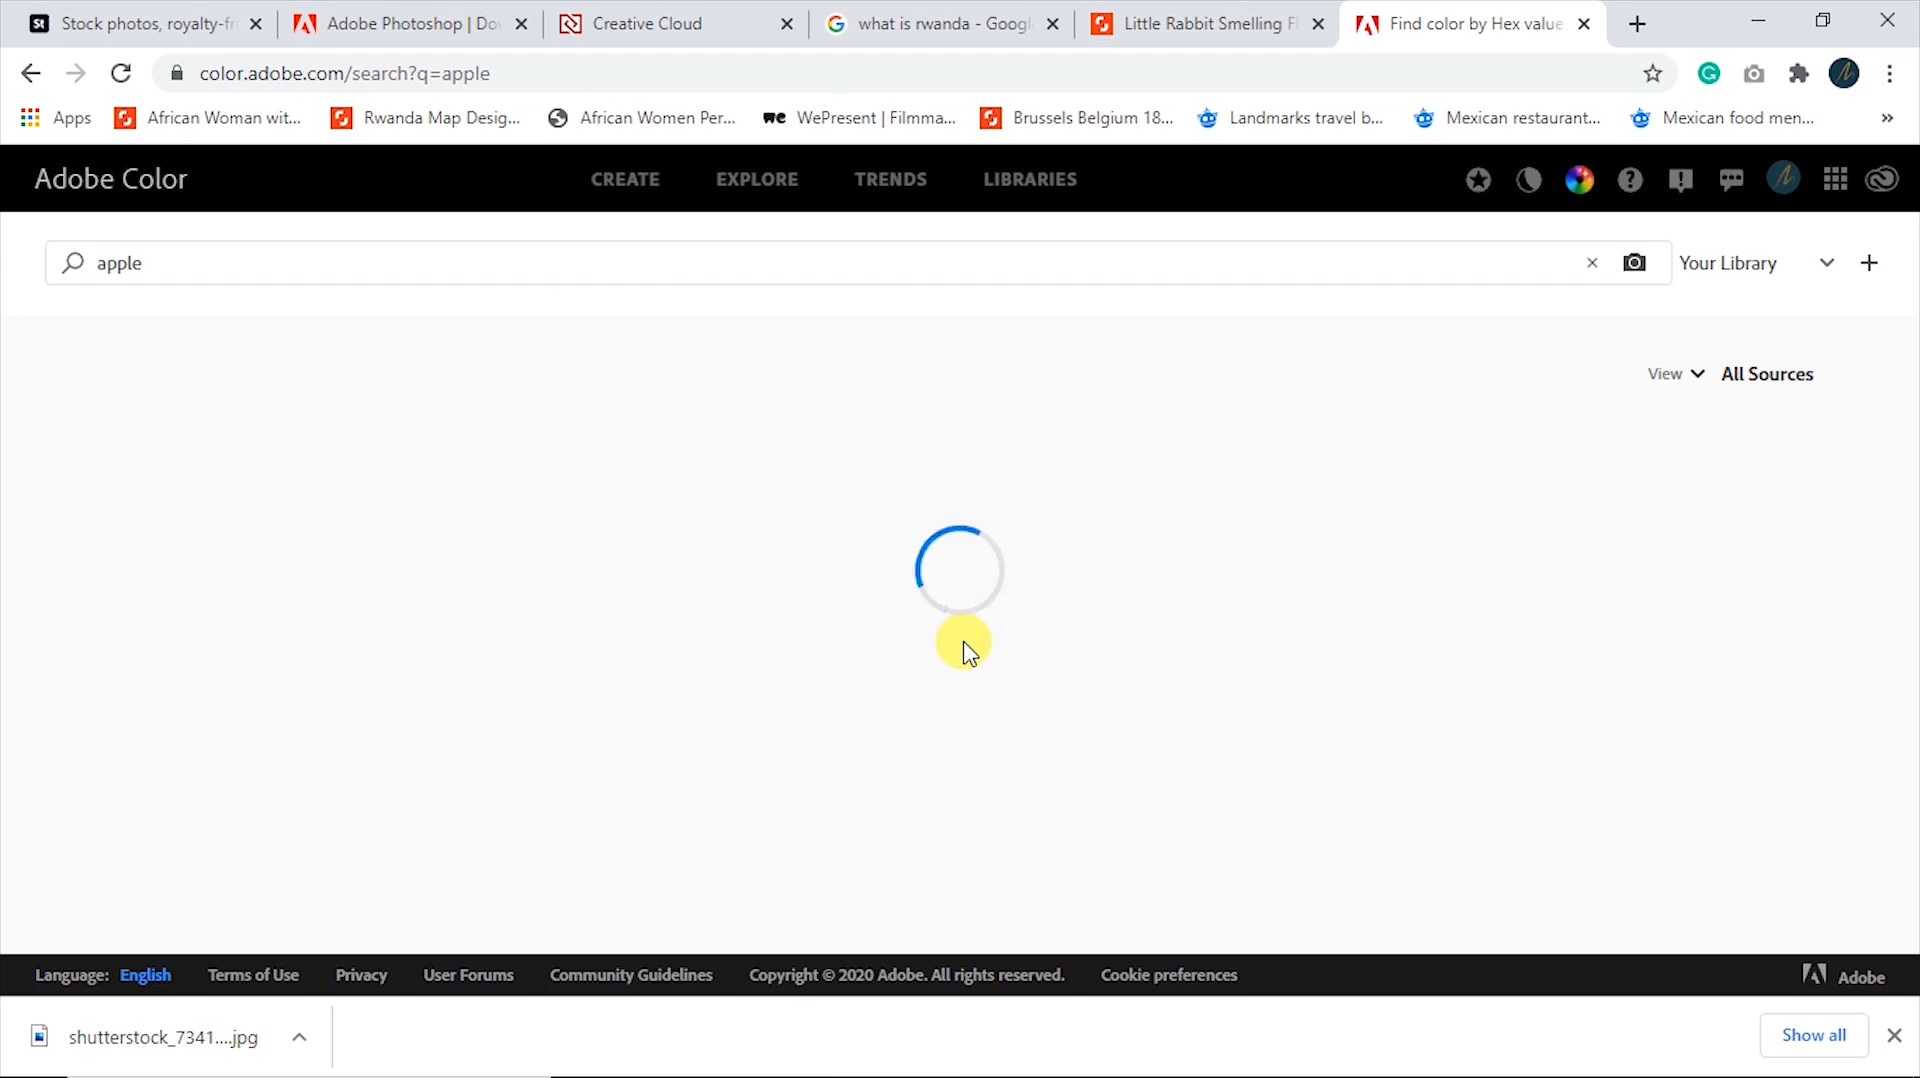 St Stock photos, royalty-fr
Adobe Photoshop | Do
Creative Cloud
what is rwanda - Googl
Little Rabbit Smelling Fl
Find color by Hex value
color.adobe.com/search?q=apple
Apps
African Woman wit...
Rwanda Map Desig...
African Women Per...
we WePresent | Filmma...
Brussels Belgium 18...
Landmarks travel b...
Mexican restaurant...
Mexican food men...
Adobe Color
CREATE
EXPLORE
TRENDS
LIBRARIES
apple
Your Library
View
All Sources
Language: English
Terms of Use
Privacy
User Forums
Community Guidelines
Copyright © 2020 Adobe. All rights reserved.
Cookie preferences
Adobe
shutterstock_7341....jpg
Show all